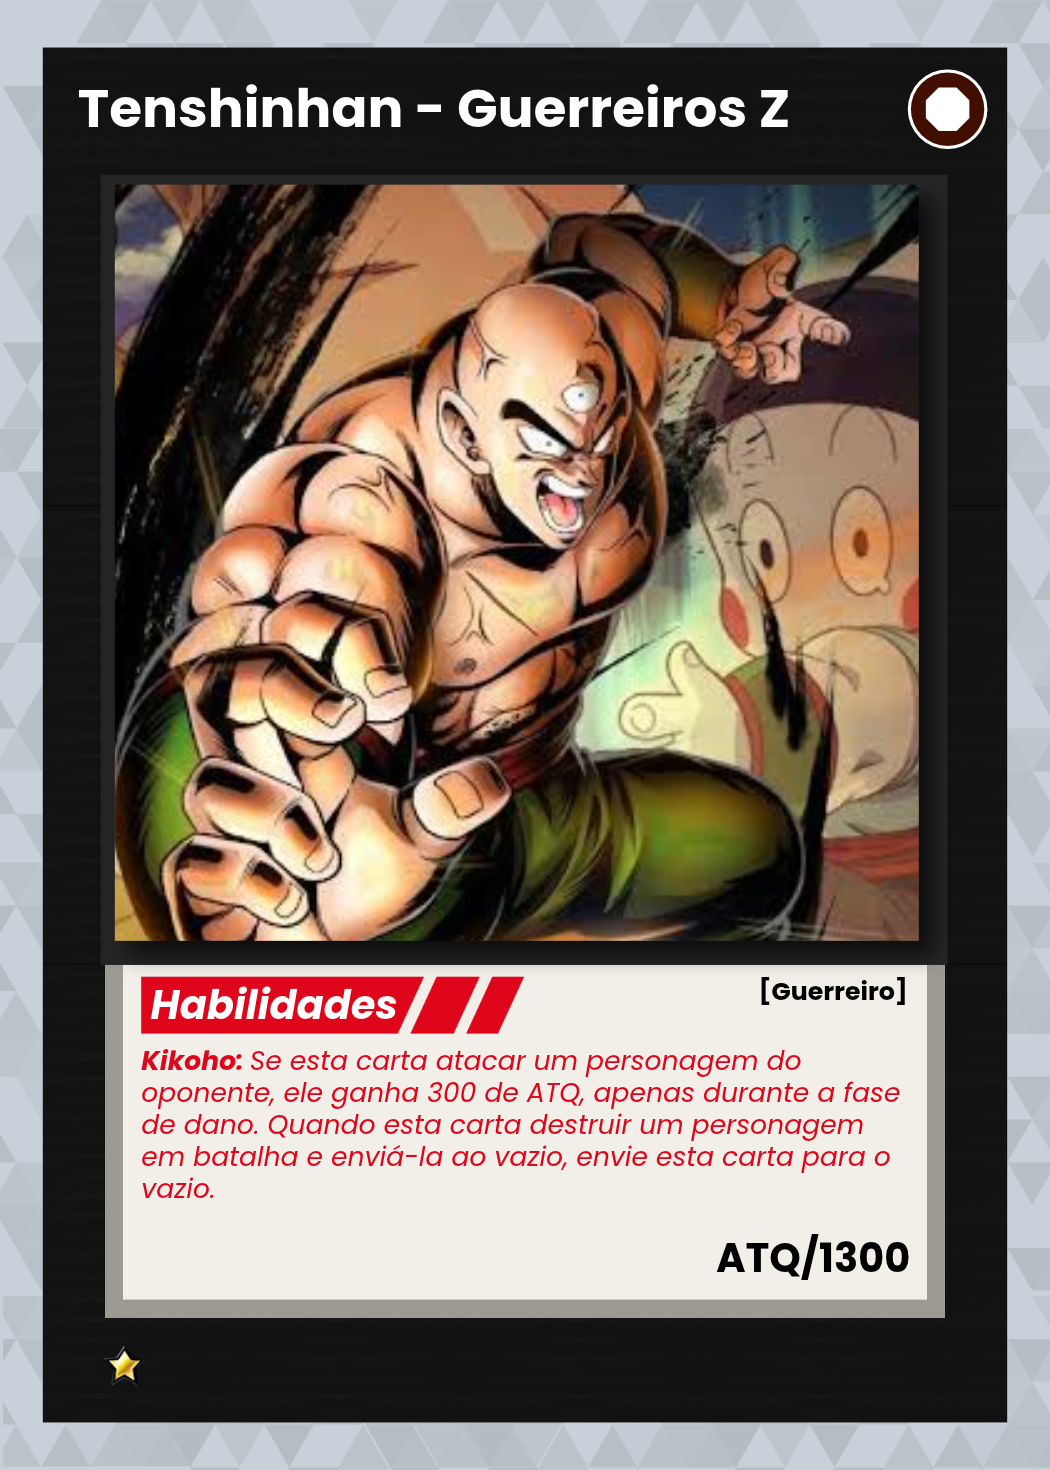 Tenshinhan - Guerreiros Z
Habilidades
[Guerreiro]
Kikoho: Se esta carta atacar um personagem do
oponente, ele ganha 300 de ATQ, apenas durante a fase
de dano. Quando esta carta destruir um personagem
em batalha e enviá-la ao vazio, envie esta carta para o
vazio.
ATQ/1300